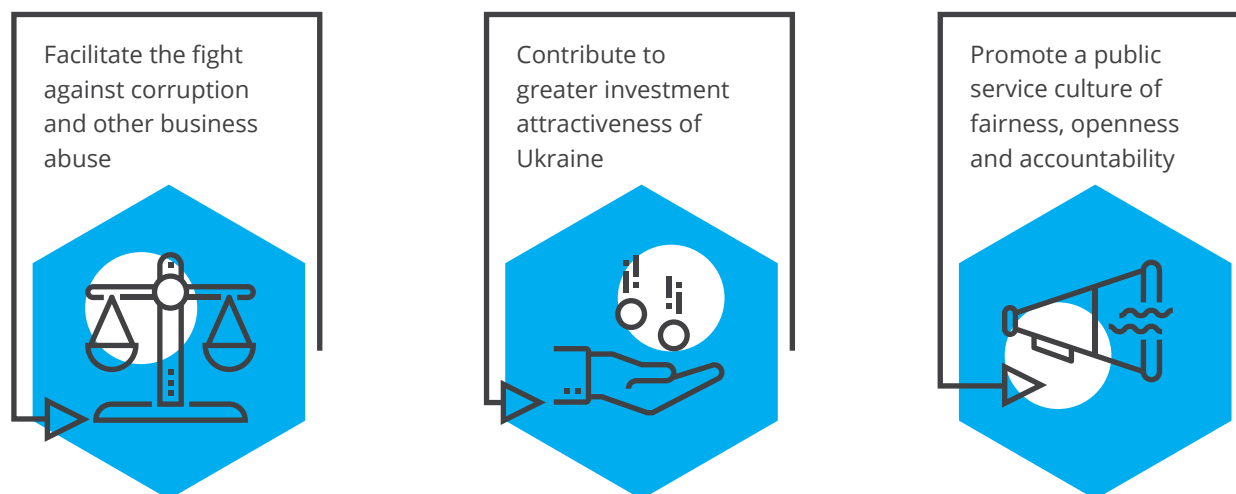 Facilitate the fight
against corruption
and other business
abuse
Contribute to
greater investment
attractiveness of
Ukraine
Promote a public
service culture of
fairness, openness
and accountability